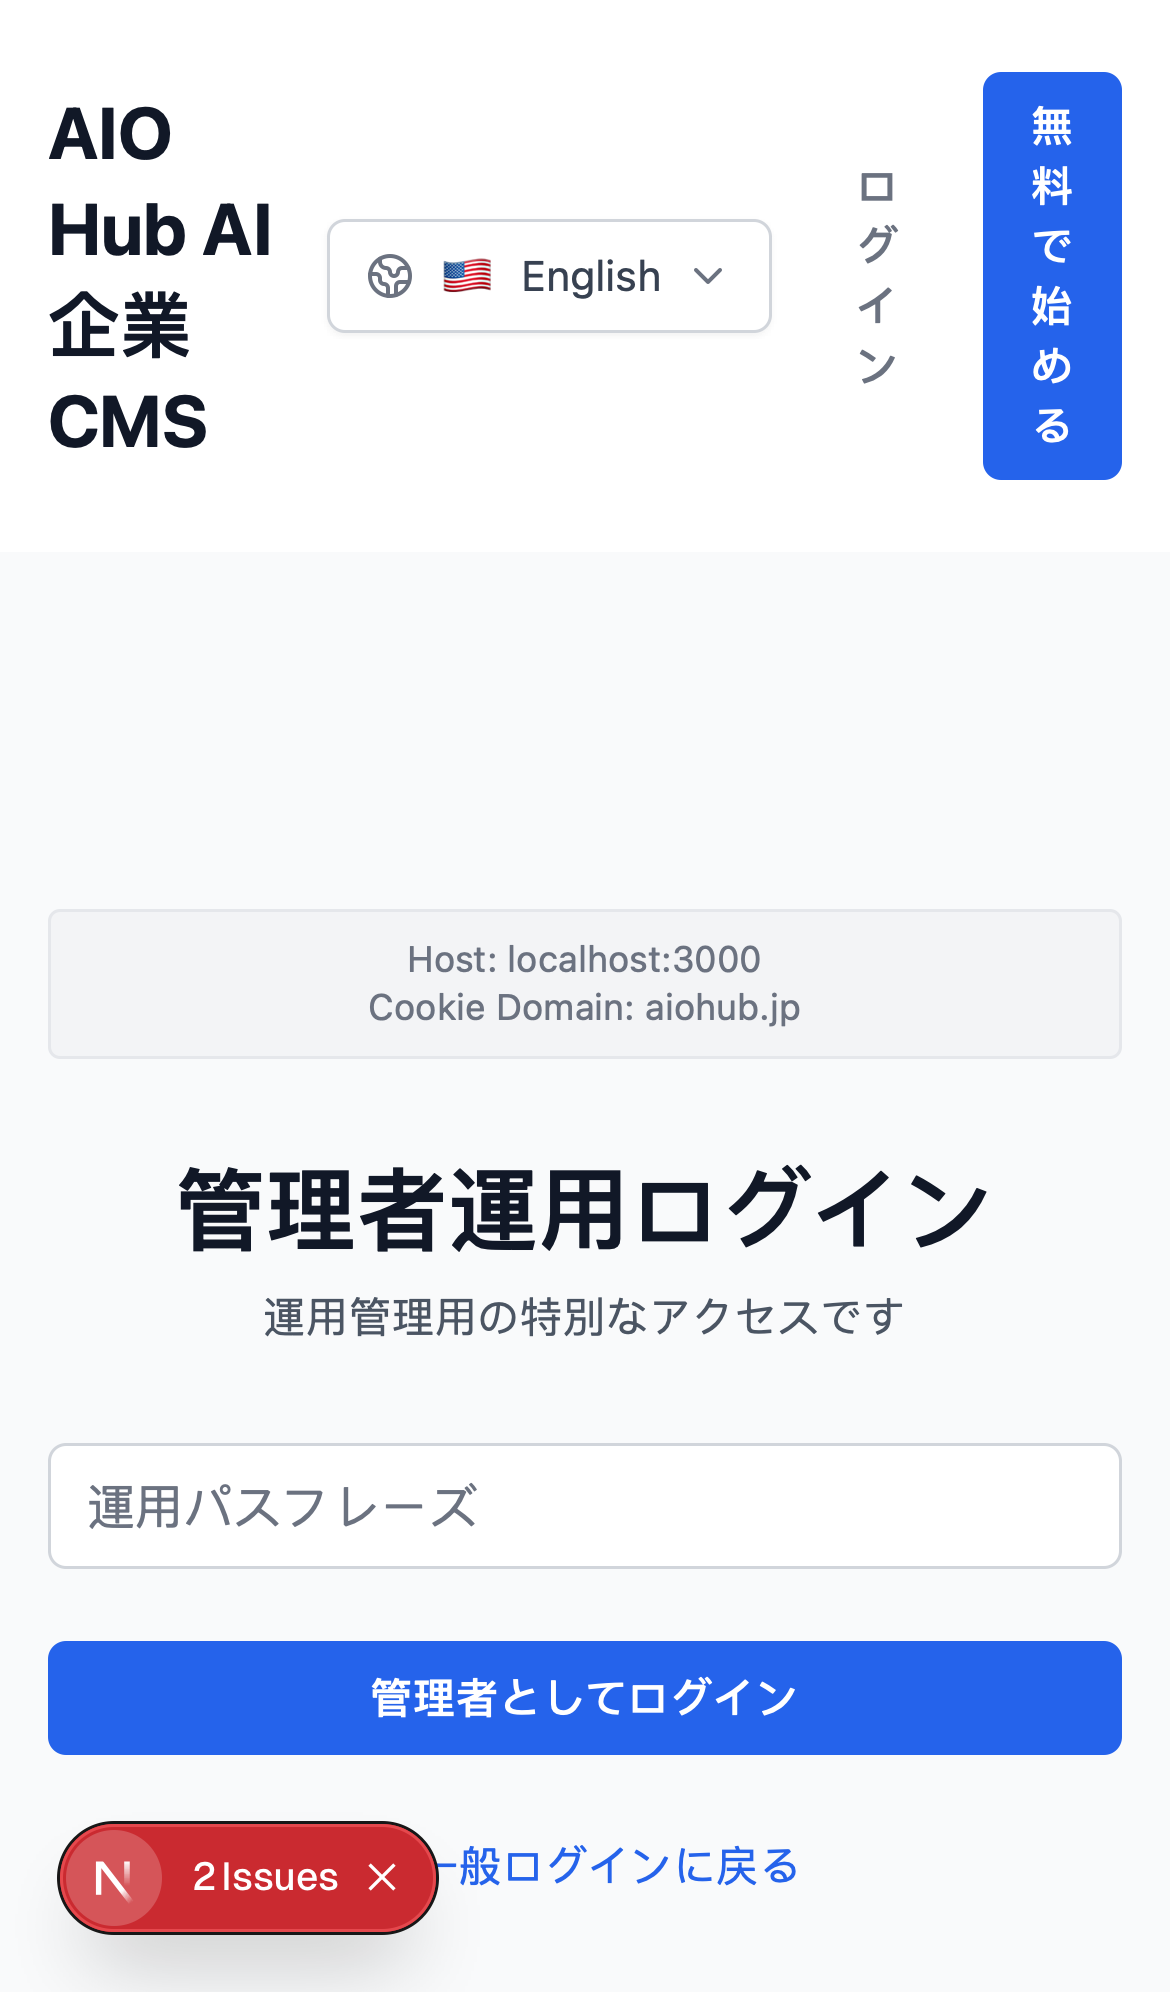 AIO
Hub AI
企業
CMS
English
ログイン
無料で始める
Host: localhost:3000
Cookie Domain: aiohub.jp
管理者運用ログイン
運用管理用の特別なアクセスです
運用パスフレーズ
管理者としてログイン
一般ログインに戻る
N
2 Issues